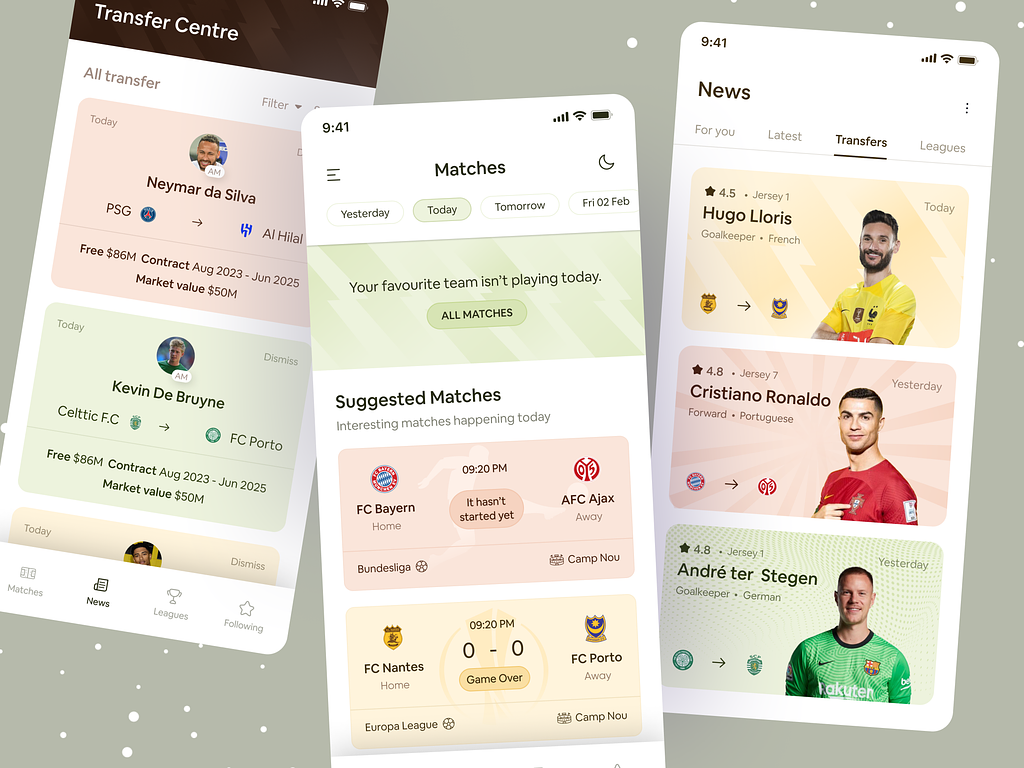 Transfer Centre
All transfer
Filter
Today
AM
Neymar da Silva
PSG
Al Hilal
Free $86M Contract Aug 2023 - Jun 2025
Market value $50M
Today
Dismiss
AM
Kevin De Bruyne
Celttic F.C
FC Porto
Free $86M Contract Aug 2023 - Jun 2025
Market value $50M
Today
Dismiss
Matches
News
Leagues
Following
9:41
Matches
Yesterday
Today
Tomorrow
Fri 02 Feb
Your favourite team isn't playing today.
ALL MATCHES
Suggested Matches
Interesting matches happening today
09:20 PM
FC Bayern
Home
It hasn't
started yet
AFC Ajax
Away
Bundesliga
Camp Nou
09:20 PM
0 - 0
FC Nantes
Home
Game Over
FC Porto
Away
Europa League
Camp Nou
9:41
News
For you
Latest
Transfers
Leagues
4.5 • Jersey 1
Today
Hugo Lloris
Goalkeeper • French
4.8 • Jersey 7
Yesterday
Cristiano Ronaldo
Forward • Portuguese
4.8 • Jersey 1
Yesterday
André ter Stegen
Goalkeeper • German
Rakuten